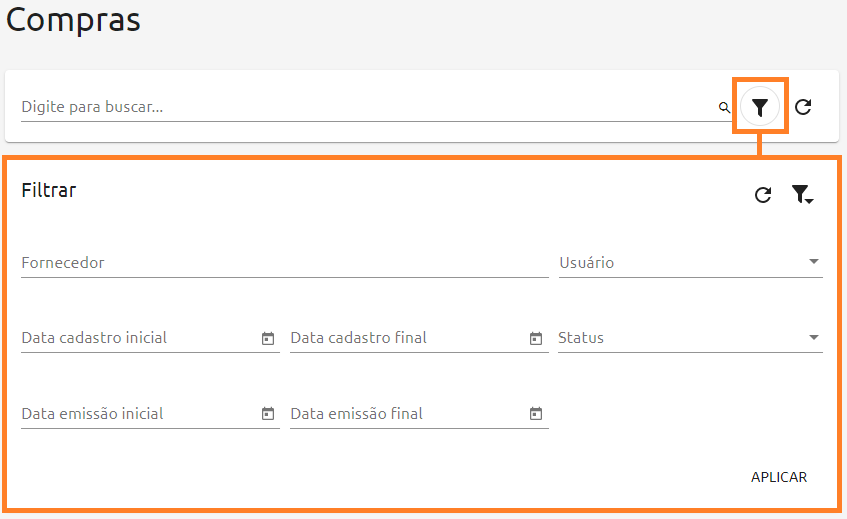 Compras
Digite para buscar...
Filtrar
Fornecedor Usuário
Data cadastro inicial Data cadastro final Status
Data emissão inicial Data emissão final
APLICAR